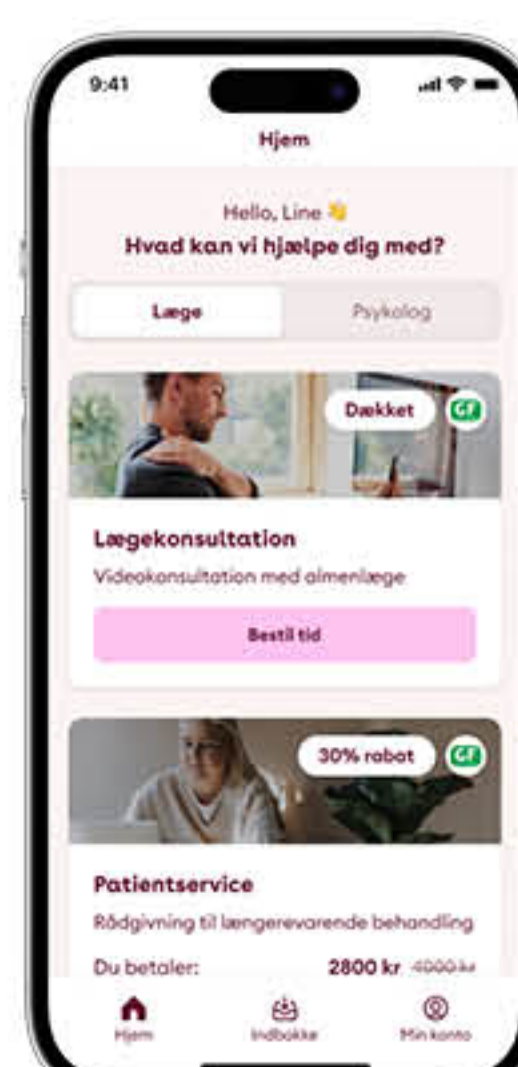 9:41
Hjem
Hello, Line 👋
Hvad kan vi hjælpe dig med?
Læge
Psykolog
Dækket
GF
Lægekonsultation
Videokonsultation med almenlæge
Bestil tid
30% rabat
GF
Patientservice
Rådgivning til længerevarende behandling
Du betaler:
2800 kr 4000 kr
Hjem
Indbakke
Min konto